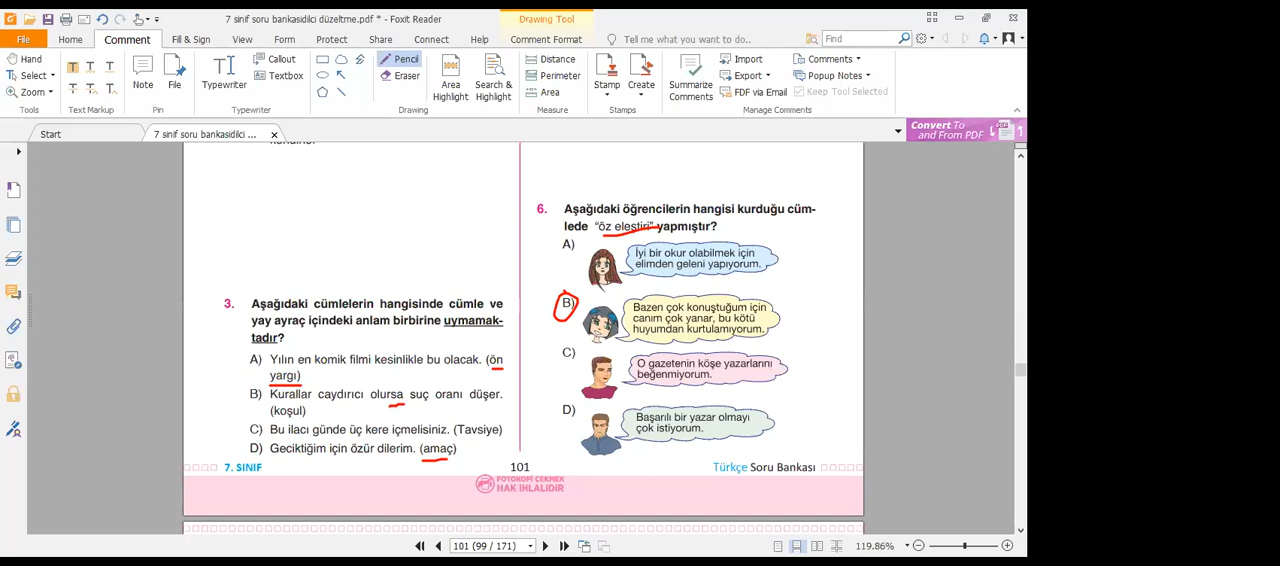 7 sinif soru bankasidilci düzeltme.pdf * - Foxit Reader
Drawing Tool
File
Home
Comment
Fill & Sign
View
Form
Protect
Share
Connect
Help
Comment Format
Tell me what you want to do..
Find
Hand
Select
Zoom
Tools
Text Markup
Note
File
Pin
Typewriter
Callout
Textbox
Typewriter
Pencil
Eraser
Drawing
Area
Highlight
Search &
Highlight
Distance
Perimeter
Area
Measure
Stamp
Create
Stamps
Summarize
Comments
Import
Export
FDF via Email
Comments
Popup Notes
Keep Tool Selected
Manage Comments
Start
7 sinif soru bankasidilci ...
Convert To
and From PDF
3. Aşağıdaki cümlelerin hangisinde cümle ve
yay ayraç içindeki anlam birbirine uymamak-
tadır?
A) Yılın en komik filmi kesinlikle bu olacak. (ön
yargı)
B) Kurallar caydırıcı olursa suç oranı düşer.
(koşul)
C) Bu ilacı günde üç kere içmelisiniz. (Tavsiye)
D) Geciktiğim için özür dilerim. (amaç)
6. Aşağıdaki öğrencilerin hangisi kurduğu cüm-
lede “öz eleştiri” yapmıştır?
A)
İyi bir okur olabilmek için
elimden geleni yapıyorum.
B)
Bazen çok konuştuğum için
canım çok yanar, bu kötü
huyumdan kurtulamıyorum.
C)
O gazetenin köşe yazarlarını
beğenmiyorum.
D)
Başarılı bir yazar olmayı
çok istiyorum.
7. SINIF
101
Türkçe Soru Bankası
FOTOKOPİ ÇEKMEK
HAK İHLALİDİR
101 (99 / 171)
119.86%